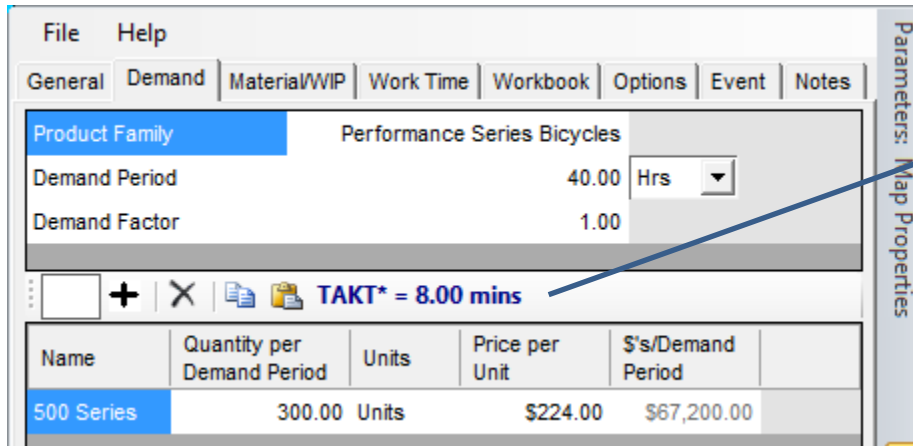 File Help
General Demand Material/WIP Work Time Workbook Options Event Notes
Product Family Performance Series Bicycles
Demand Period 40.00 Hrs
Demand Factor 1.00
TAKT* = 8.00 mins
Name Quantity per Demand Period Units Price per Unit $'s/Demand Period
500 Series 300.00 Units $224.00 $67,200.00
Parameters: Map Properties